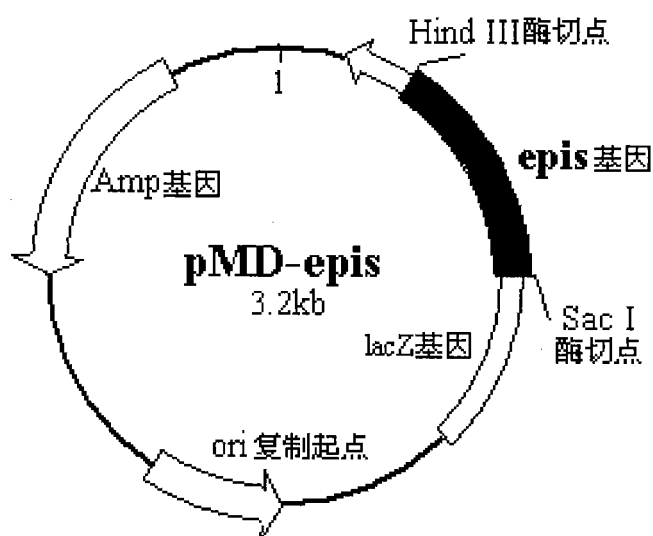 Hind III酶切点
1
epis基因
Amp基因
pMD-epis
3.2kb
Sac I
酶切点
lacZ基因
ori复制起点